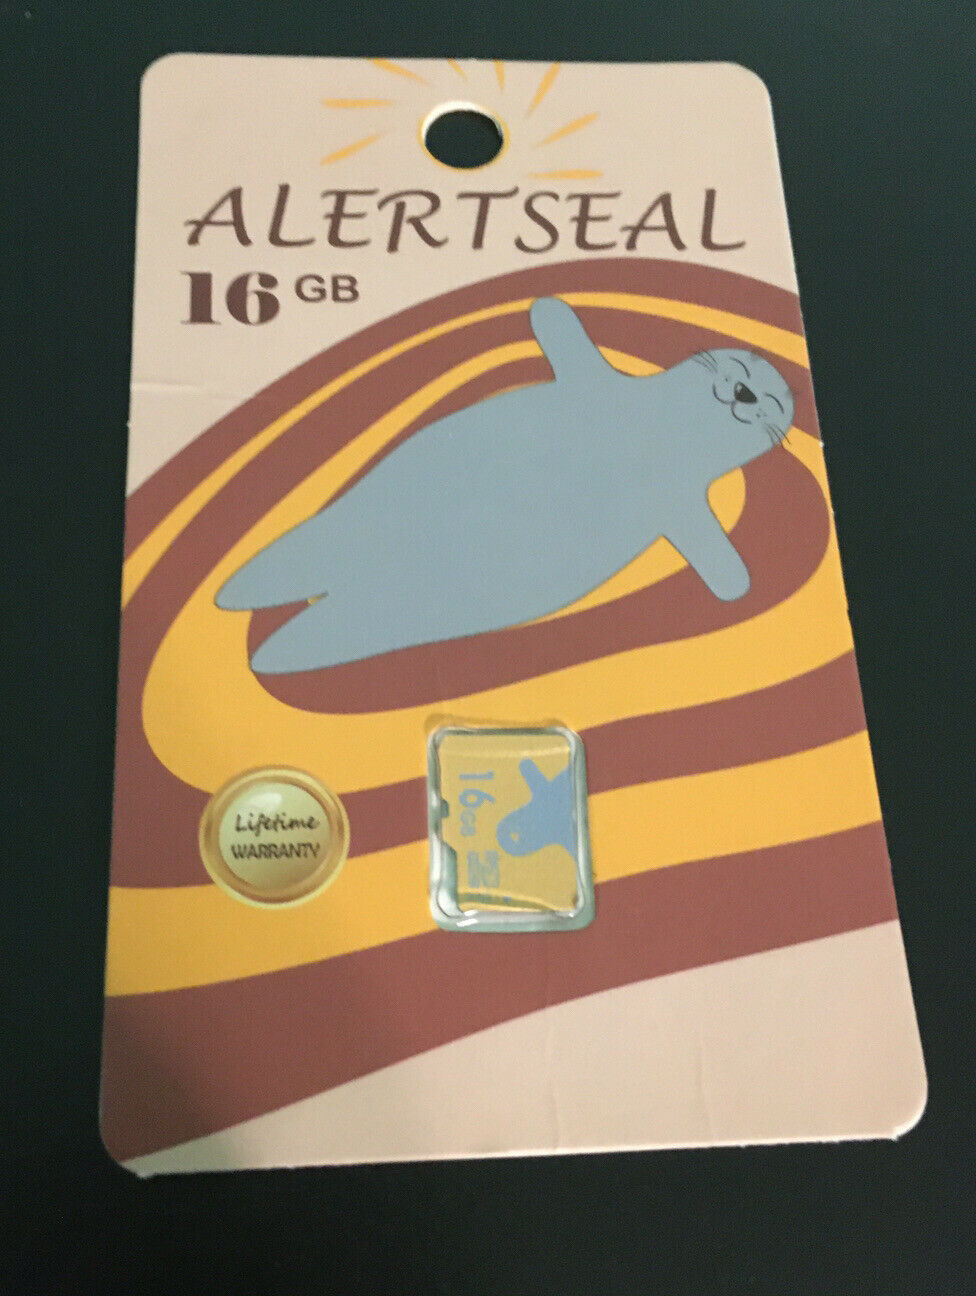 ALERTSEAL
16 GB
Lifetime
WARRANTY
16GB